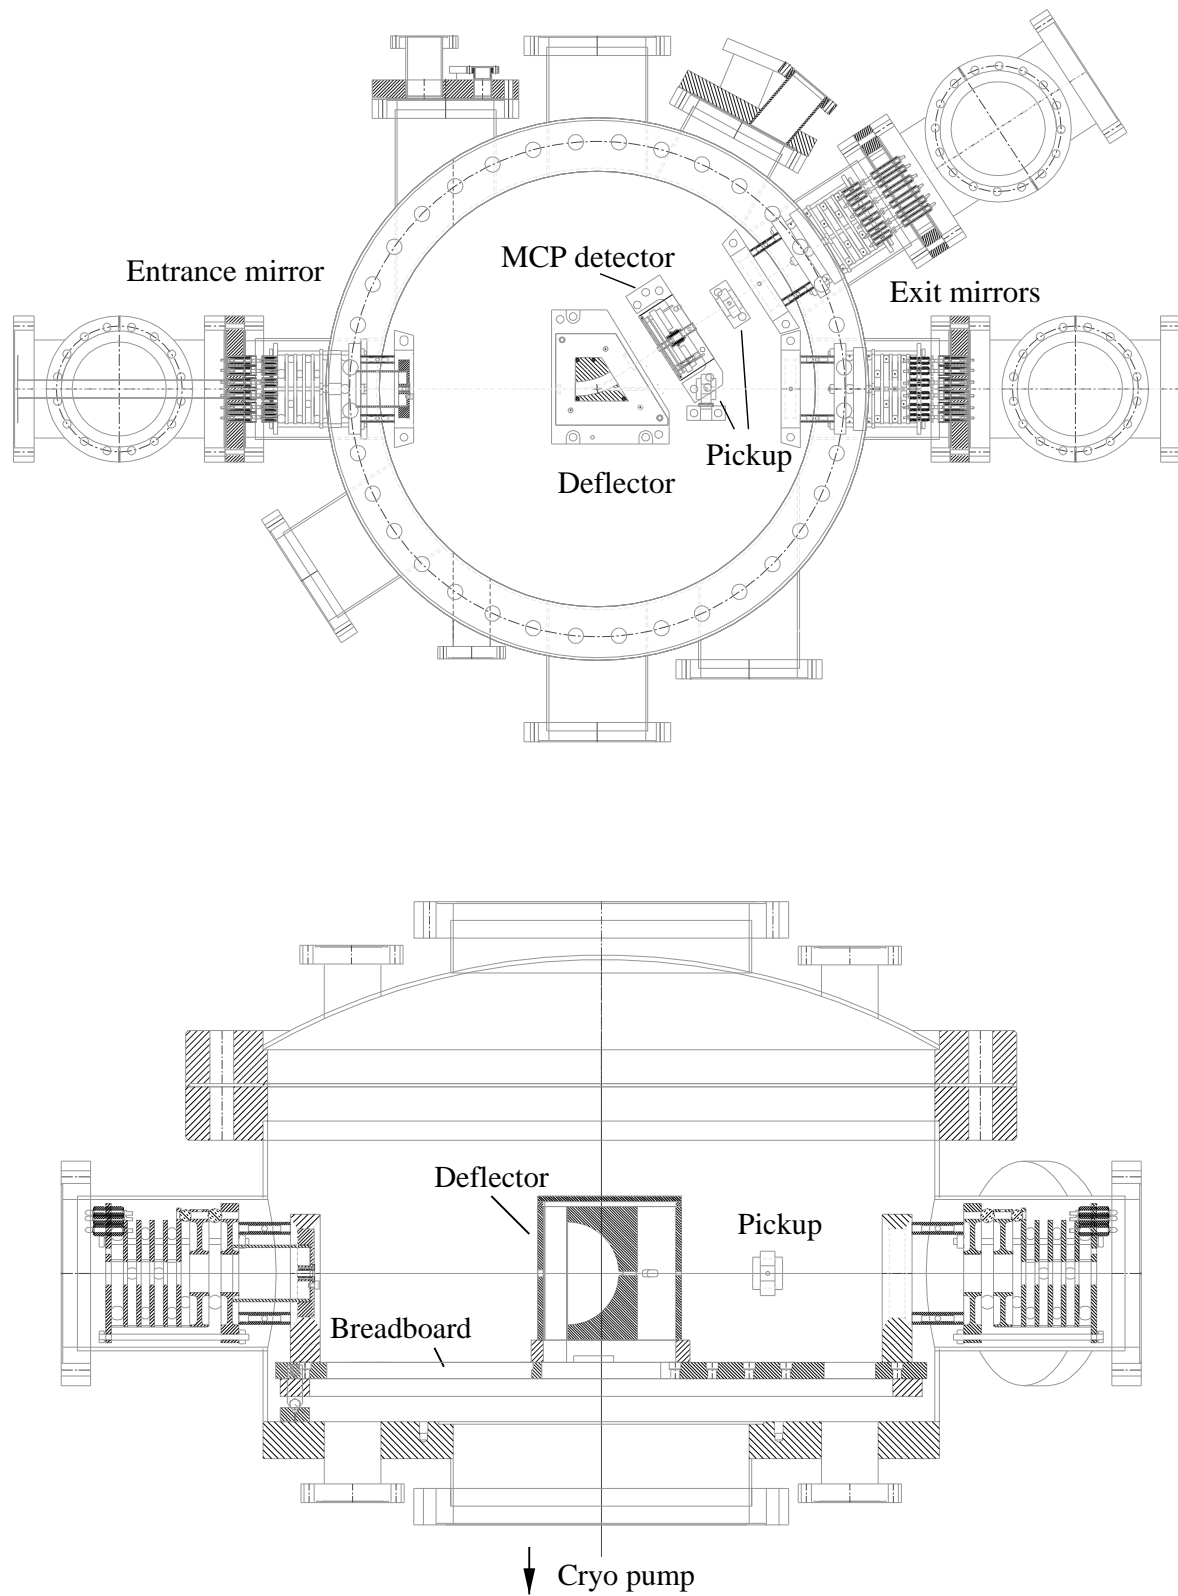 MCP detector
Entrance mirror
Exit mirrors
Pickup
Deflector
Deflector
Pickup
Breadboard
Cryo pump